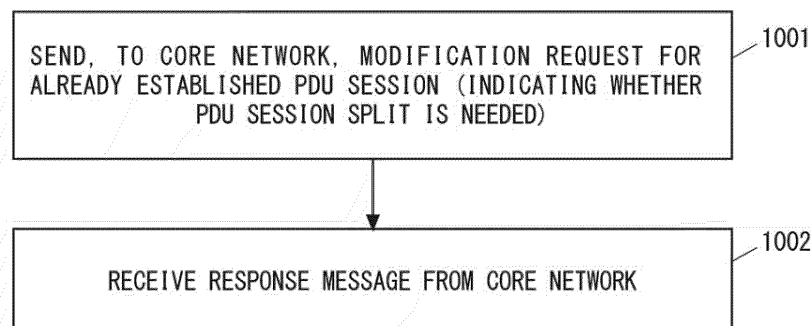 SEND, TO CORE NETWORK, MODIFICATION REQUEST FOR
ALREADY ESTABLISHED PDU SESSION (INDICATING WHETHER
PDU SESSION SPLIT IS NEEDED)
1001
RECEIVE RESPONSE MESSAGE FROM CORE NETWORK
1002